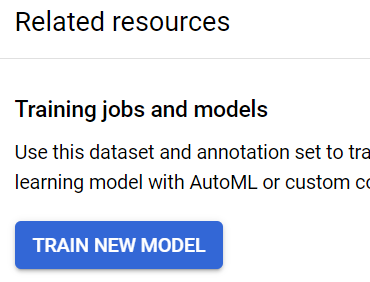 Related resources
Training jobs and models
Use this dataset and annotation set to
learning model with AutoML or custom
TRAIN NEW MODEL